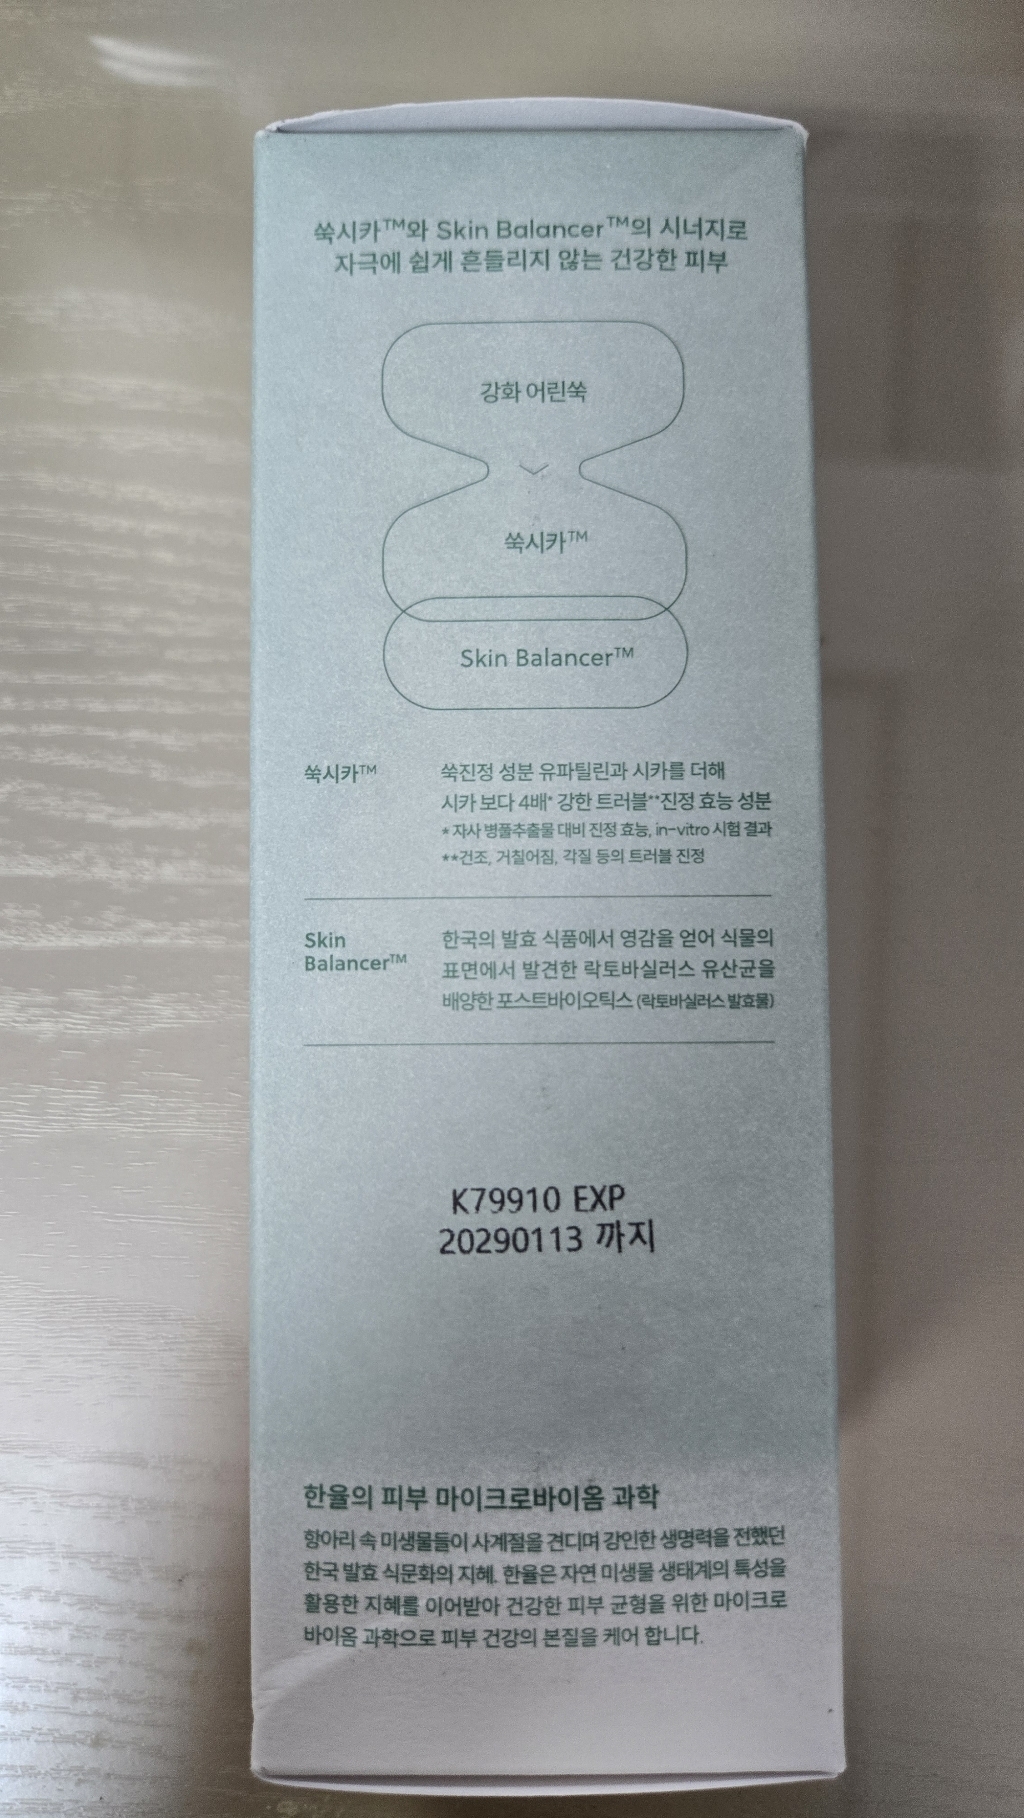 쑥시카™와 Skin Balancer™의 시너지로
자극에 쉽게 흔들리지 않는 건강한 피부
강화 어린쑥
쑥시카™
Skin Balancer™
쑥시카™
쑥진정 성분 유파틸린과 시카를 더해
시카 보다 4배* 강한 트러블**진정 효능 성분
* 자사 병풀추출물 대비 진정 효능, in-vitro 시험 결과
**건조, 거칠어짐, 각질 등의 트러블 진정
Skin
Balancer™
한국의 발효 식품에서 영감을 얻어 식물의
표면에서 발견한 락토바실러스 유산균을
배양한 포스트바이오틱스 (락토바실러스 발효물)
K79910 EXP
20290113 까지
한율의 피부 마이크로바이옴 과학
항아리 속 미생물들이 사계절을 견디며 강인한 생명력을 전했던
한국 발효 식문화의 지혜. 한율은 자연 미생물 생태계의 특성을
활용한 지혜를 이어받아 건강한 피부 균형을 위한 마이크로
바이옴 과학으로 피부 건강의 본질을 케어 합니다.